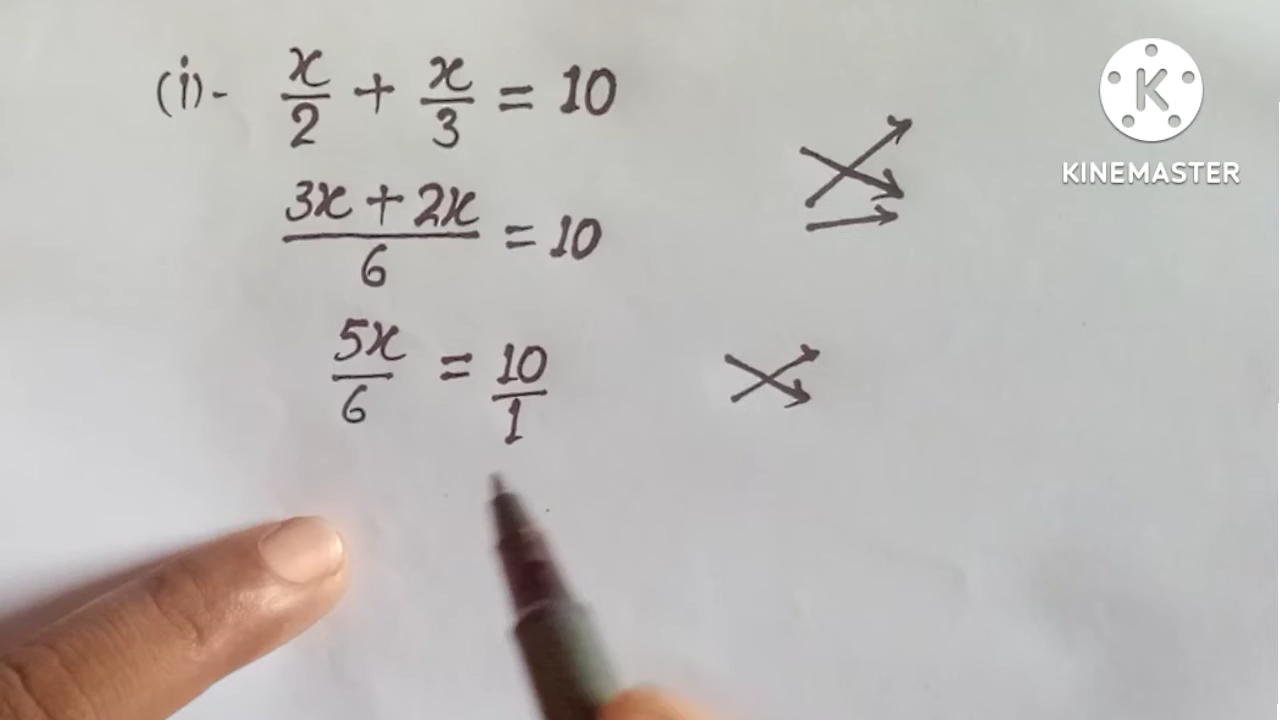 (i)- x/2 + x/3 = 10
(3x + 2x)/6 = 10
5x/6 = 10/1
K
KINEMASTER